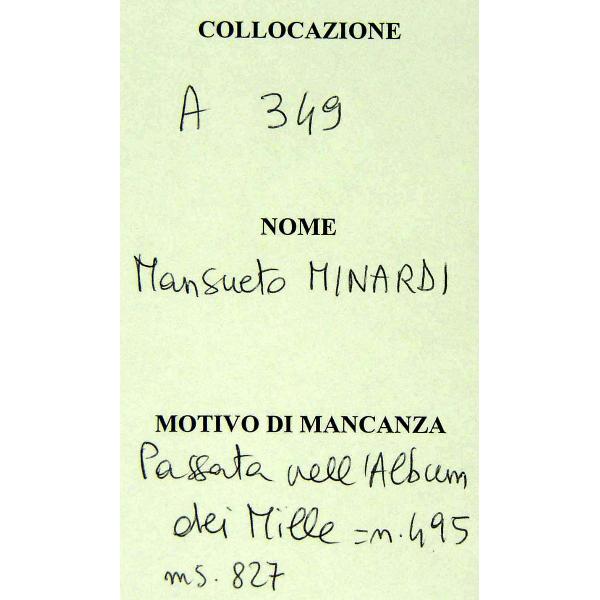 COLLOCAZIONE
A 349
NOME
Mansueto MINARDI
MOTIVO DI MANCANZA
Passata nell'Album
dei Mille = n. 495
ms. 827